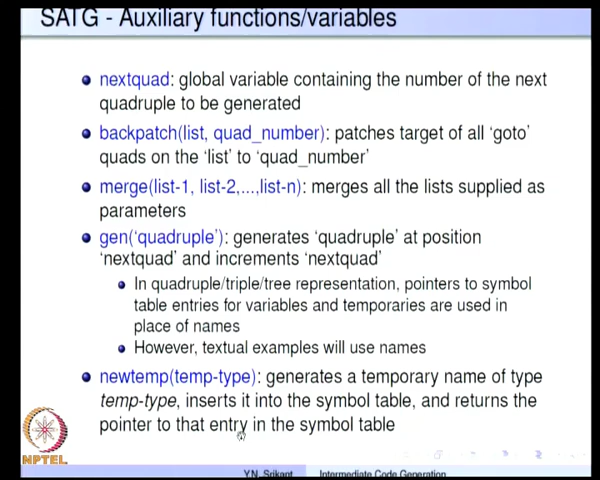 SATG - Auxiliary functions/variables
nextquad: global variable containing the number of the next
quadruple to be generated
backpatch(list, quad_number): patches target of all ‘goto’
quads on the ‘list’ to ‘quad_number’
merge(list-1, list-2,...,list-n): merges all the lists supplied as
parameters
gen(‘quadruple’): generates ‘quadruple’ at position
‘nextquad’ and increments ‘nextquad’
In quadruple/triple/tree representation, pointers to symbol
table entries for variables and temporaries are used in
place of names
However, textual examples will use names
newtemp(temp-type): generates a temporary name of type
temp-type, inserts it into the symbol table, and returns the
pointer to that entry in the symbol table
NPTEL
Y.N. Srikant Intermediate Code Generation